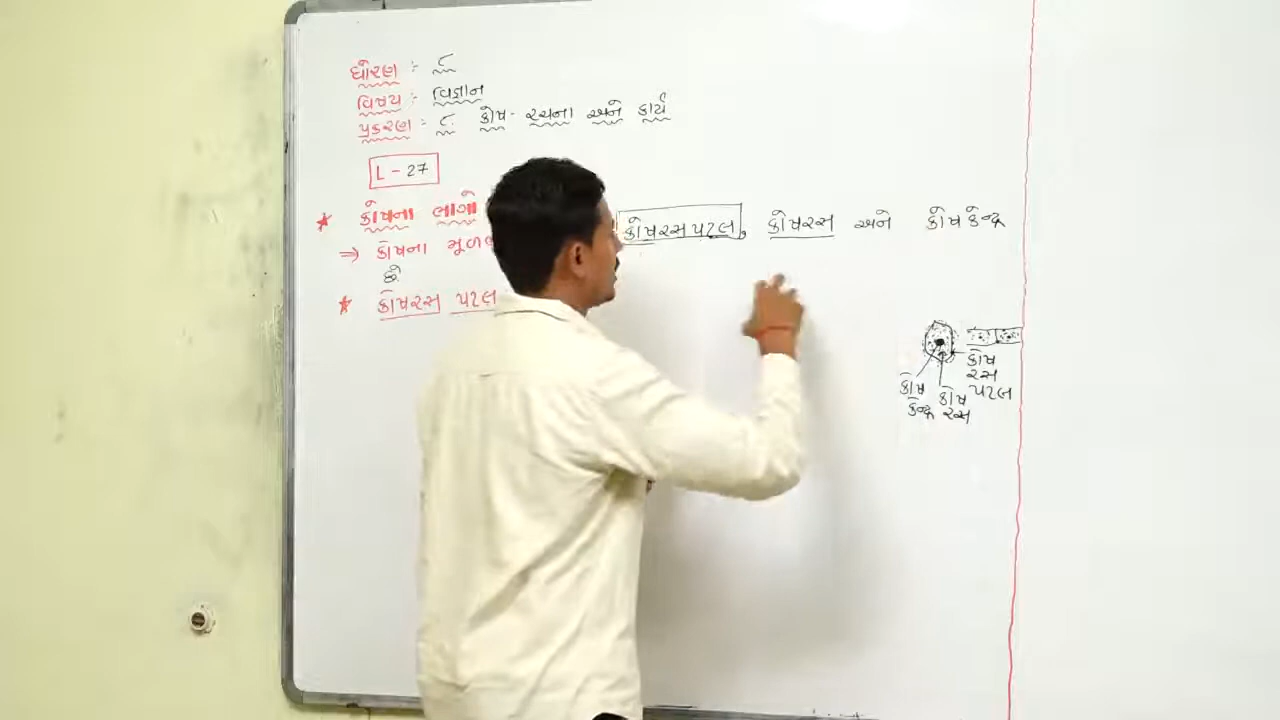 ધોરણ :- ૮
વિષય :- વિજ્ઞાન
પ્રકરણ :- ૮. કોષ - રચના અને કાર્ય
L - 27
* કોષના ભાગો
⇒ કોષના કોષરસપટલ, કોષરસ અને કોષકેન્દ્ર
છે
* કોષરસ પટલ
કોષ રસ પટલ
કોષ કેન્દ્ર
કોષ રસ